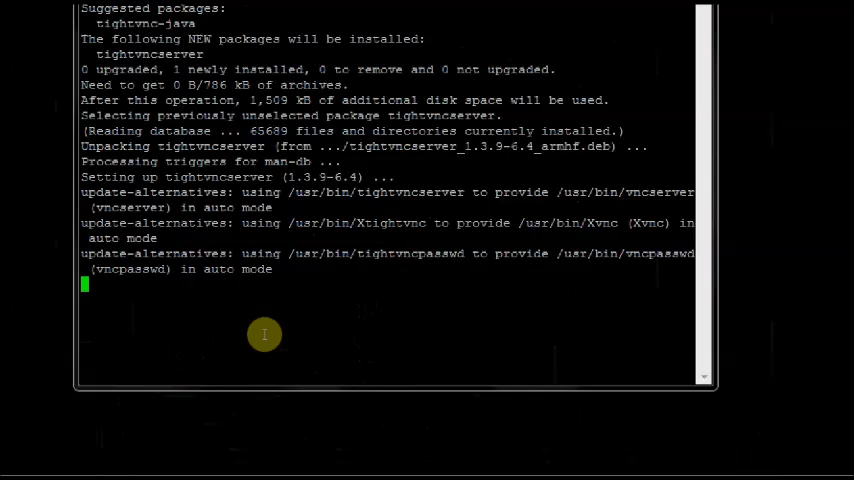 Suggested packages:
tightvnc-java
The following NEW packages will be installed:
tightvncserver
0 upgraded, 1 newly installed, 0 to remove and 0 not upgraded.
Need to get 0 B/786 kB of archives.
After this operation, 1,509 kB of additional disk space will be used.
Selecting previously unselected package tightvncserver.
(Reading database ... 65689 files and directories currently installed.)
Unpacking tightvncserver (from .../tightvncserver_1.3.9-6.4_armhf.deb) ...
Processing triggers for man-db ...
Setting up tightvncserver (1.3.9-6.4) ...
update-alternatives: using /usr/bin/tightvncserver to provide /usr/bin/vncserver
(vncserver) in auto mode
update-alternatives: using /usr/bin/Xtightvnc to provide /usr/bin/Xvnc (Xvnc) in
auto mode
update-alternatives: using /usr/bin/tightvncpasswd to provide /usr/bin/vncpasswd
(vncpasswd) in auto mode